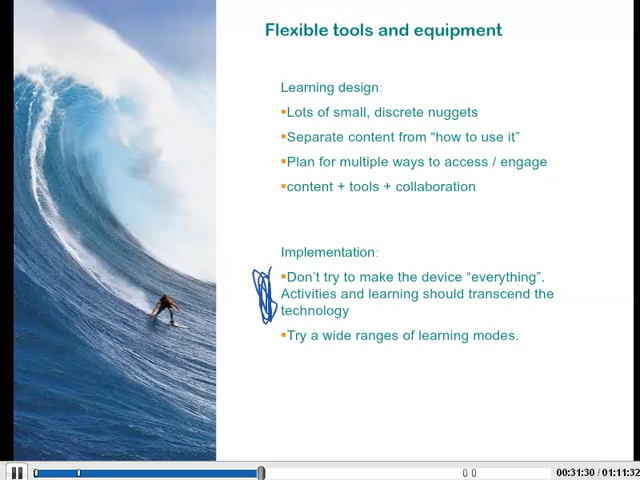 Flexible tools and equipment
Learning design:
▪Lots of small, discrete nuggets
▪Separate content from “how to use it”
▪Plan for multiple ways to access / engage
▪content + tools + collaboration
Implementation:
▪Don’t try to make the device “everything”.
Activities and learning should transcend the
technology
▪Try a wide ranges of learning modes.
00:31:30 / 01:11:32